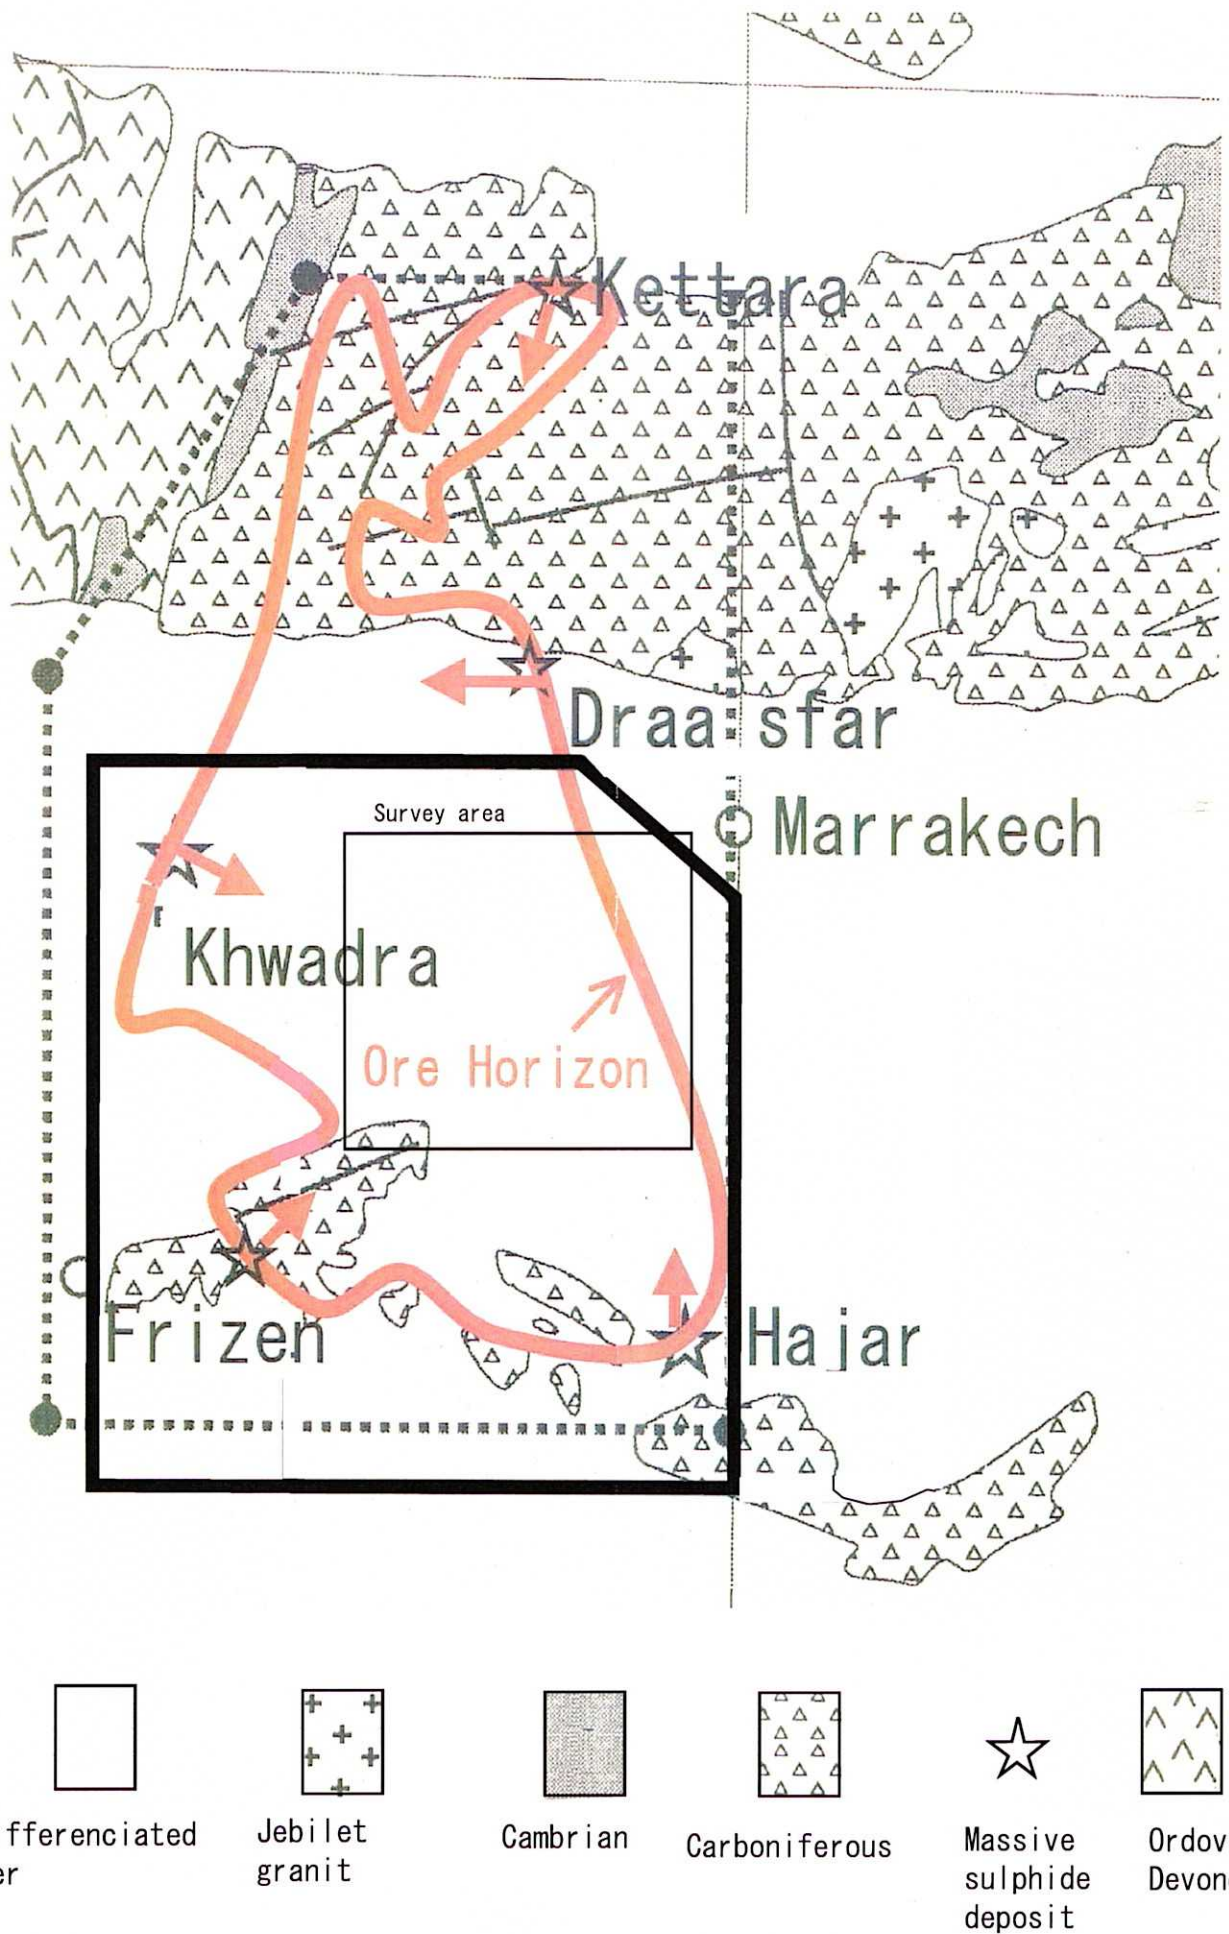 Kettara
Draa sfar
Survey area
Marrakech
Khwadra
Ore Horizon
Frizen
Hajar
fferenciated
er
Jebilet
granit
Cambrian
Carboniferous
Massive
sulphide
deposit
Ordov
Devon